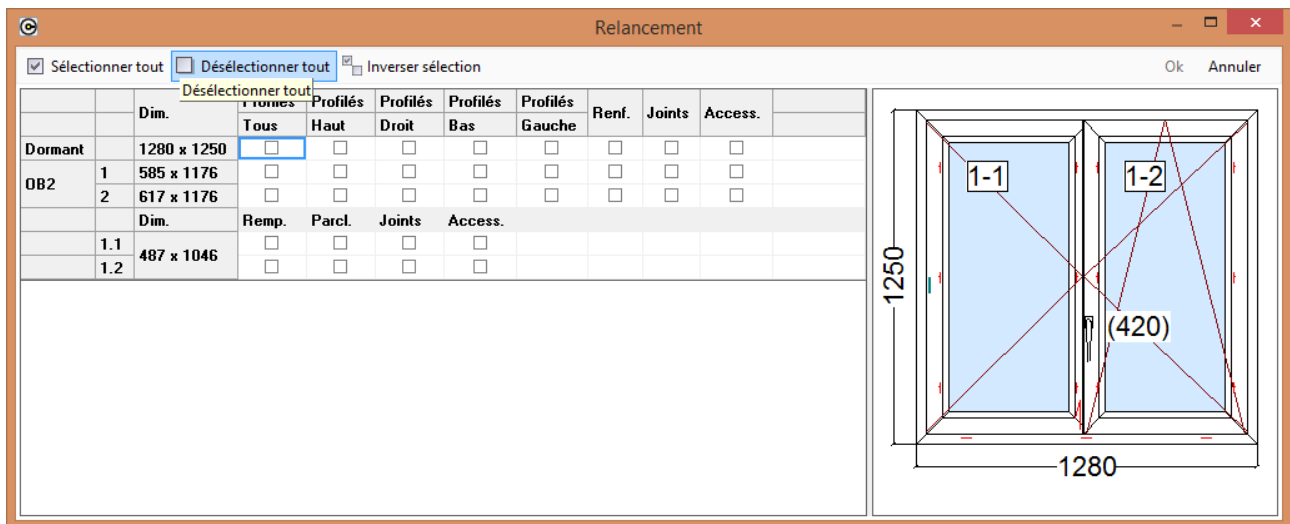 Relancement
Sélectionner tout Désélectionner tout Inverser sélection Ok Annuler
Désélectionner tout
Dim. Profilés Profilés Profilés Profilés Profilés Renf. Joints Access.
Tous Haut Droit Bas Gauche
Dormant 1280 x 1250
OB2 1 585 x 1176
2 617 x 1176
Dim. Remp. Parcl. Joints Access.
1.1 487 x 1046
1.2
1-1 1-2
1250
(420)
1280